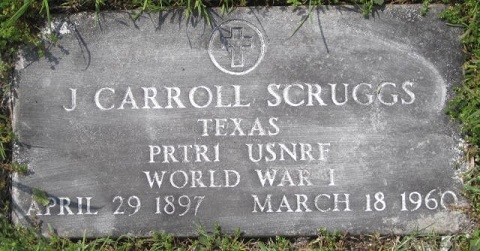 J CARROLL SCRUGGS
TEXAS
PRTR1 USNRF
WORLD WAR I
APRIL 29 1897 MARCH 18 1960